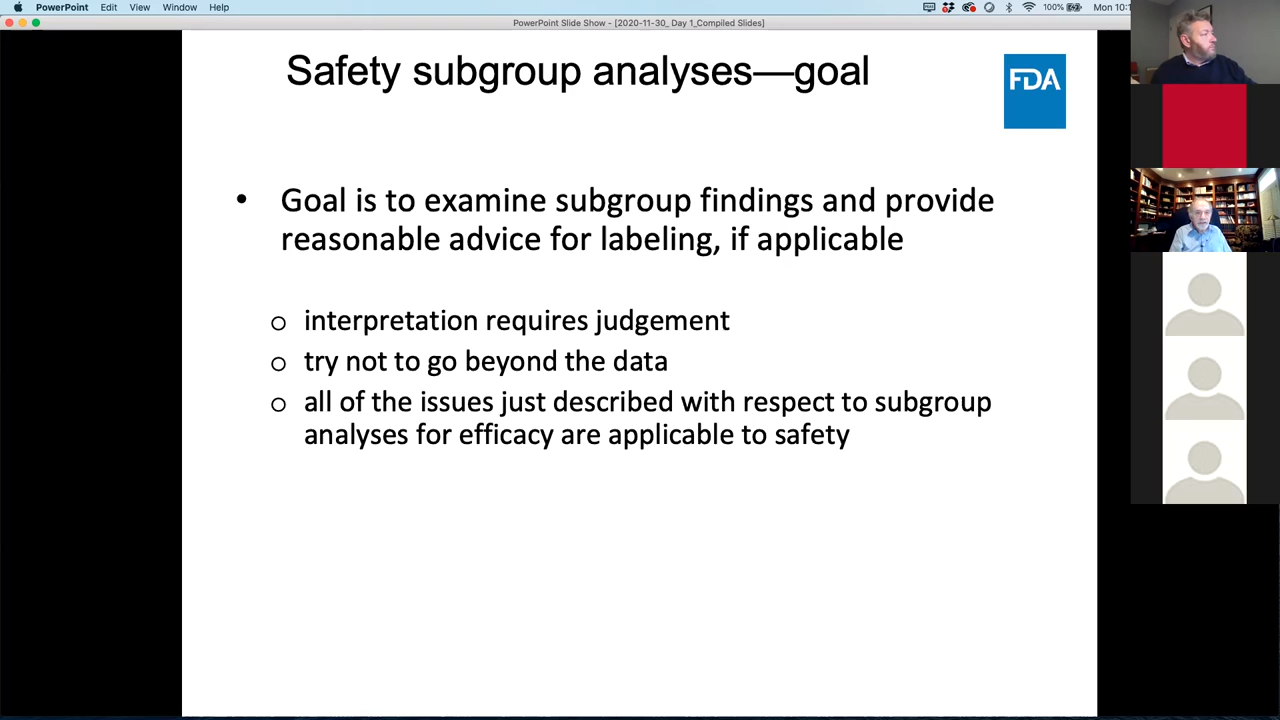 PowerPoint Edit View Window Help 100% Mon 10:1
PowerPoint Slide Show - [2020-11-30_ Day 1_Compiled Slides]
Safety subgroup analyses—goal
FDA
• Goal is to examine subgroup findings and provide
reasonable advice for labeling, if applicable
o interpretation requires judgement
o try not to go beyond the data
o all of the issues just described with respect to subgroup
analyses for efficacy are applicable to safety